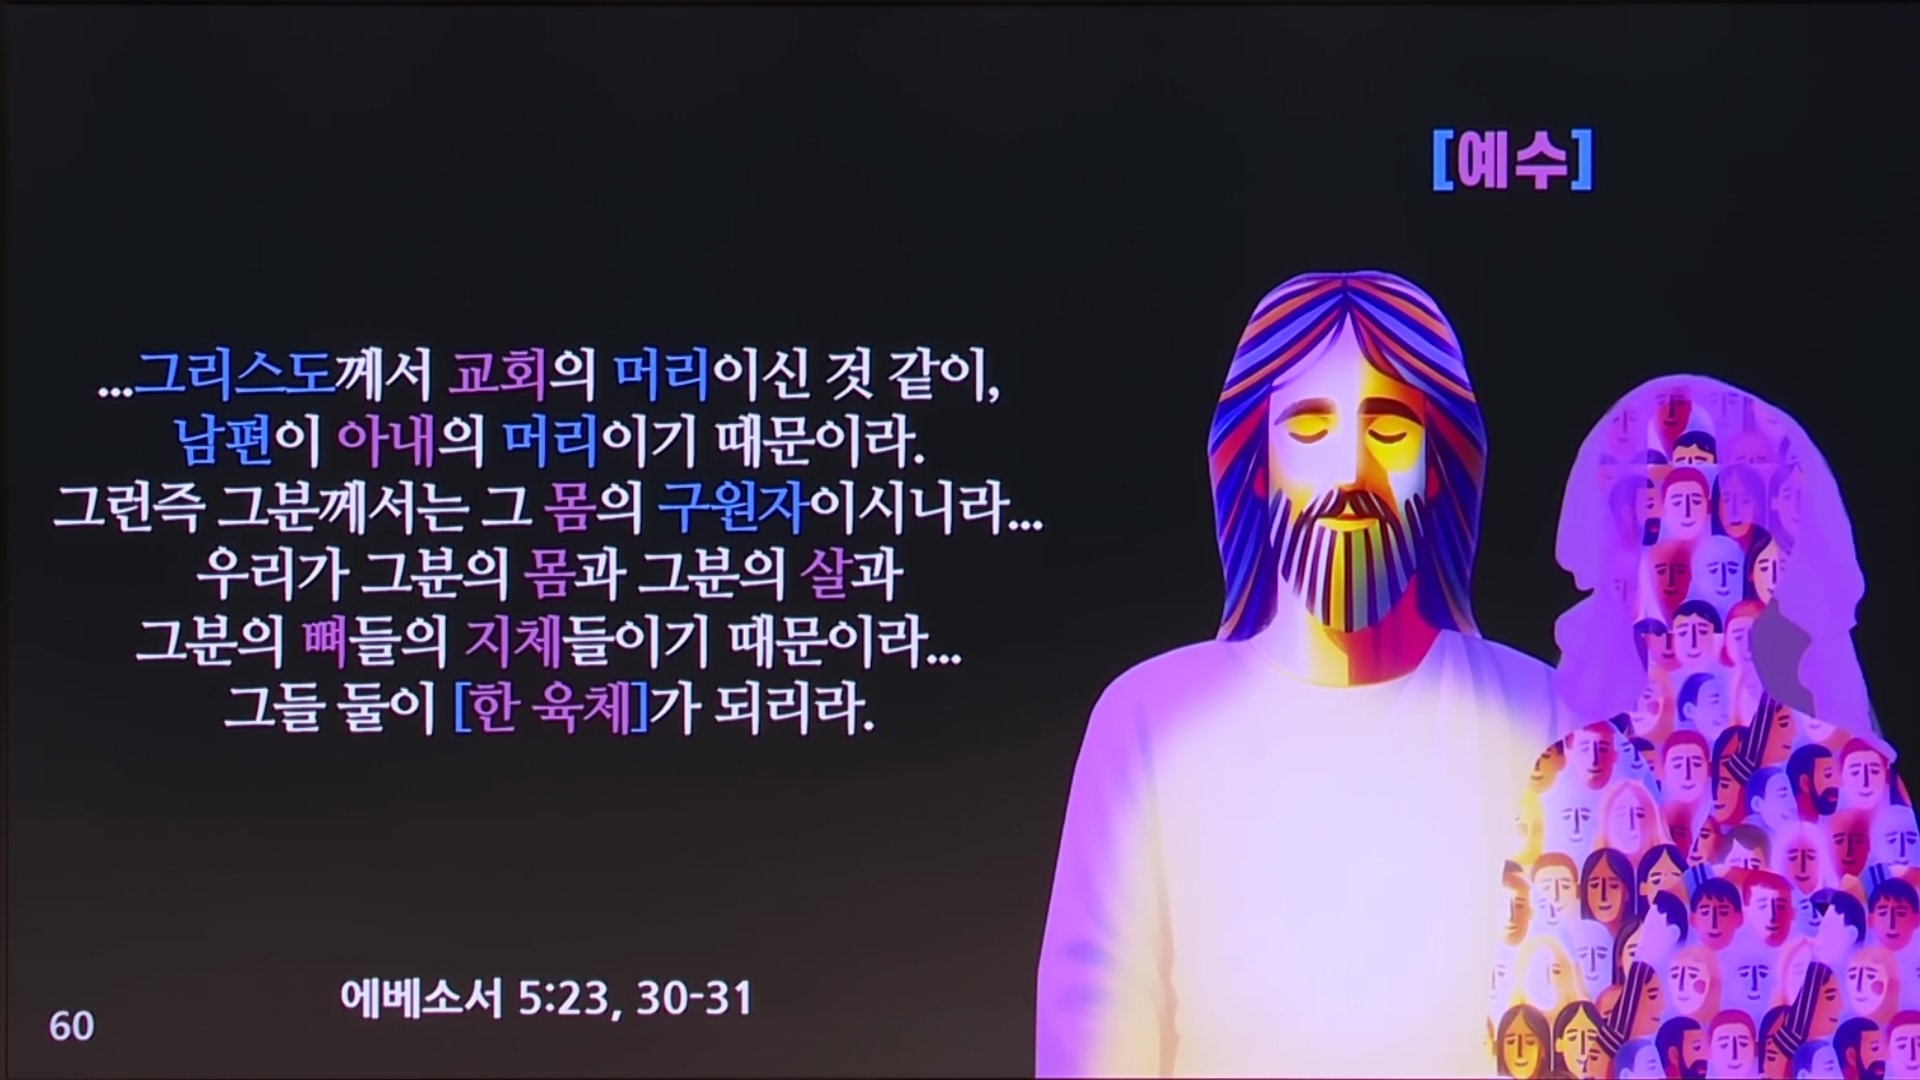 [예수]
...그리스도께서 교회의 머리이신 것 같이,
남편이 아내의 머리이기 때문이라.
그런즉 그분께서는 그 몸의 구원자이시니라...
우리가 그분의 몸과 그분의 살과
그분의 뼈들의 지체들이기 때문이라...
그들 둘이 [한 육체]가 되리라.
에베소서 5:23, 30-31
60